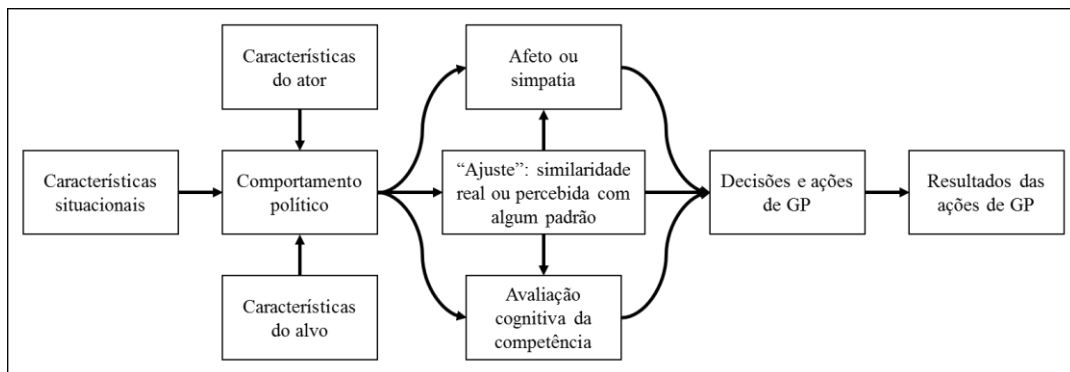 Características
do ator
Afeto ou
simpatia
Características
situacionais
Comportamento
político
“Ajuste”: similaridade
real ou percebida com
algum padrão
Decisões e ações
de GP
Resultados das
ações de GP
Características
do alvo
Avaliação
cognitiva da
competência